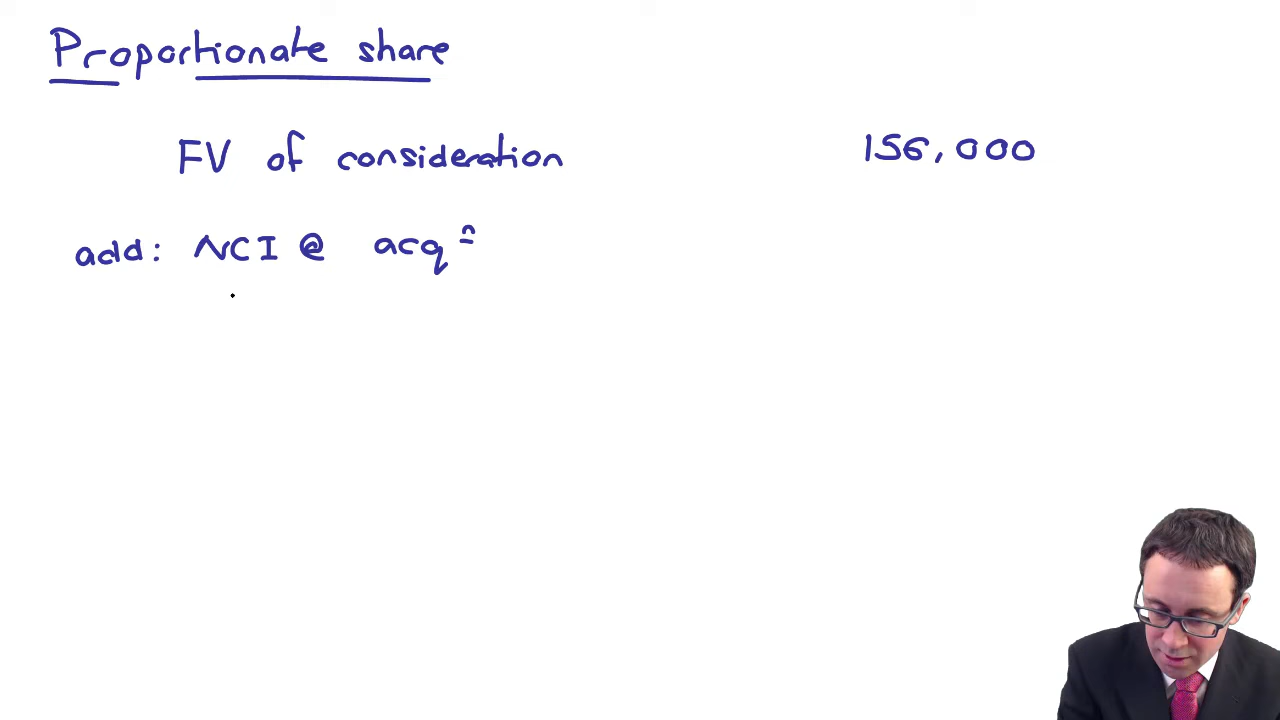 Proportionate share
FV of consideration 156,000
add: NCI @ acqⁿ